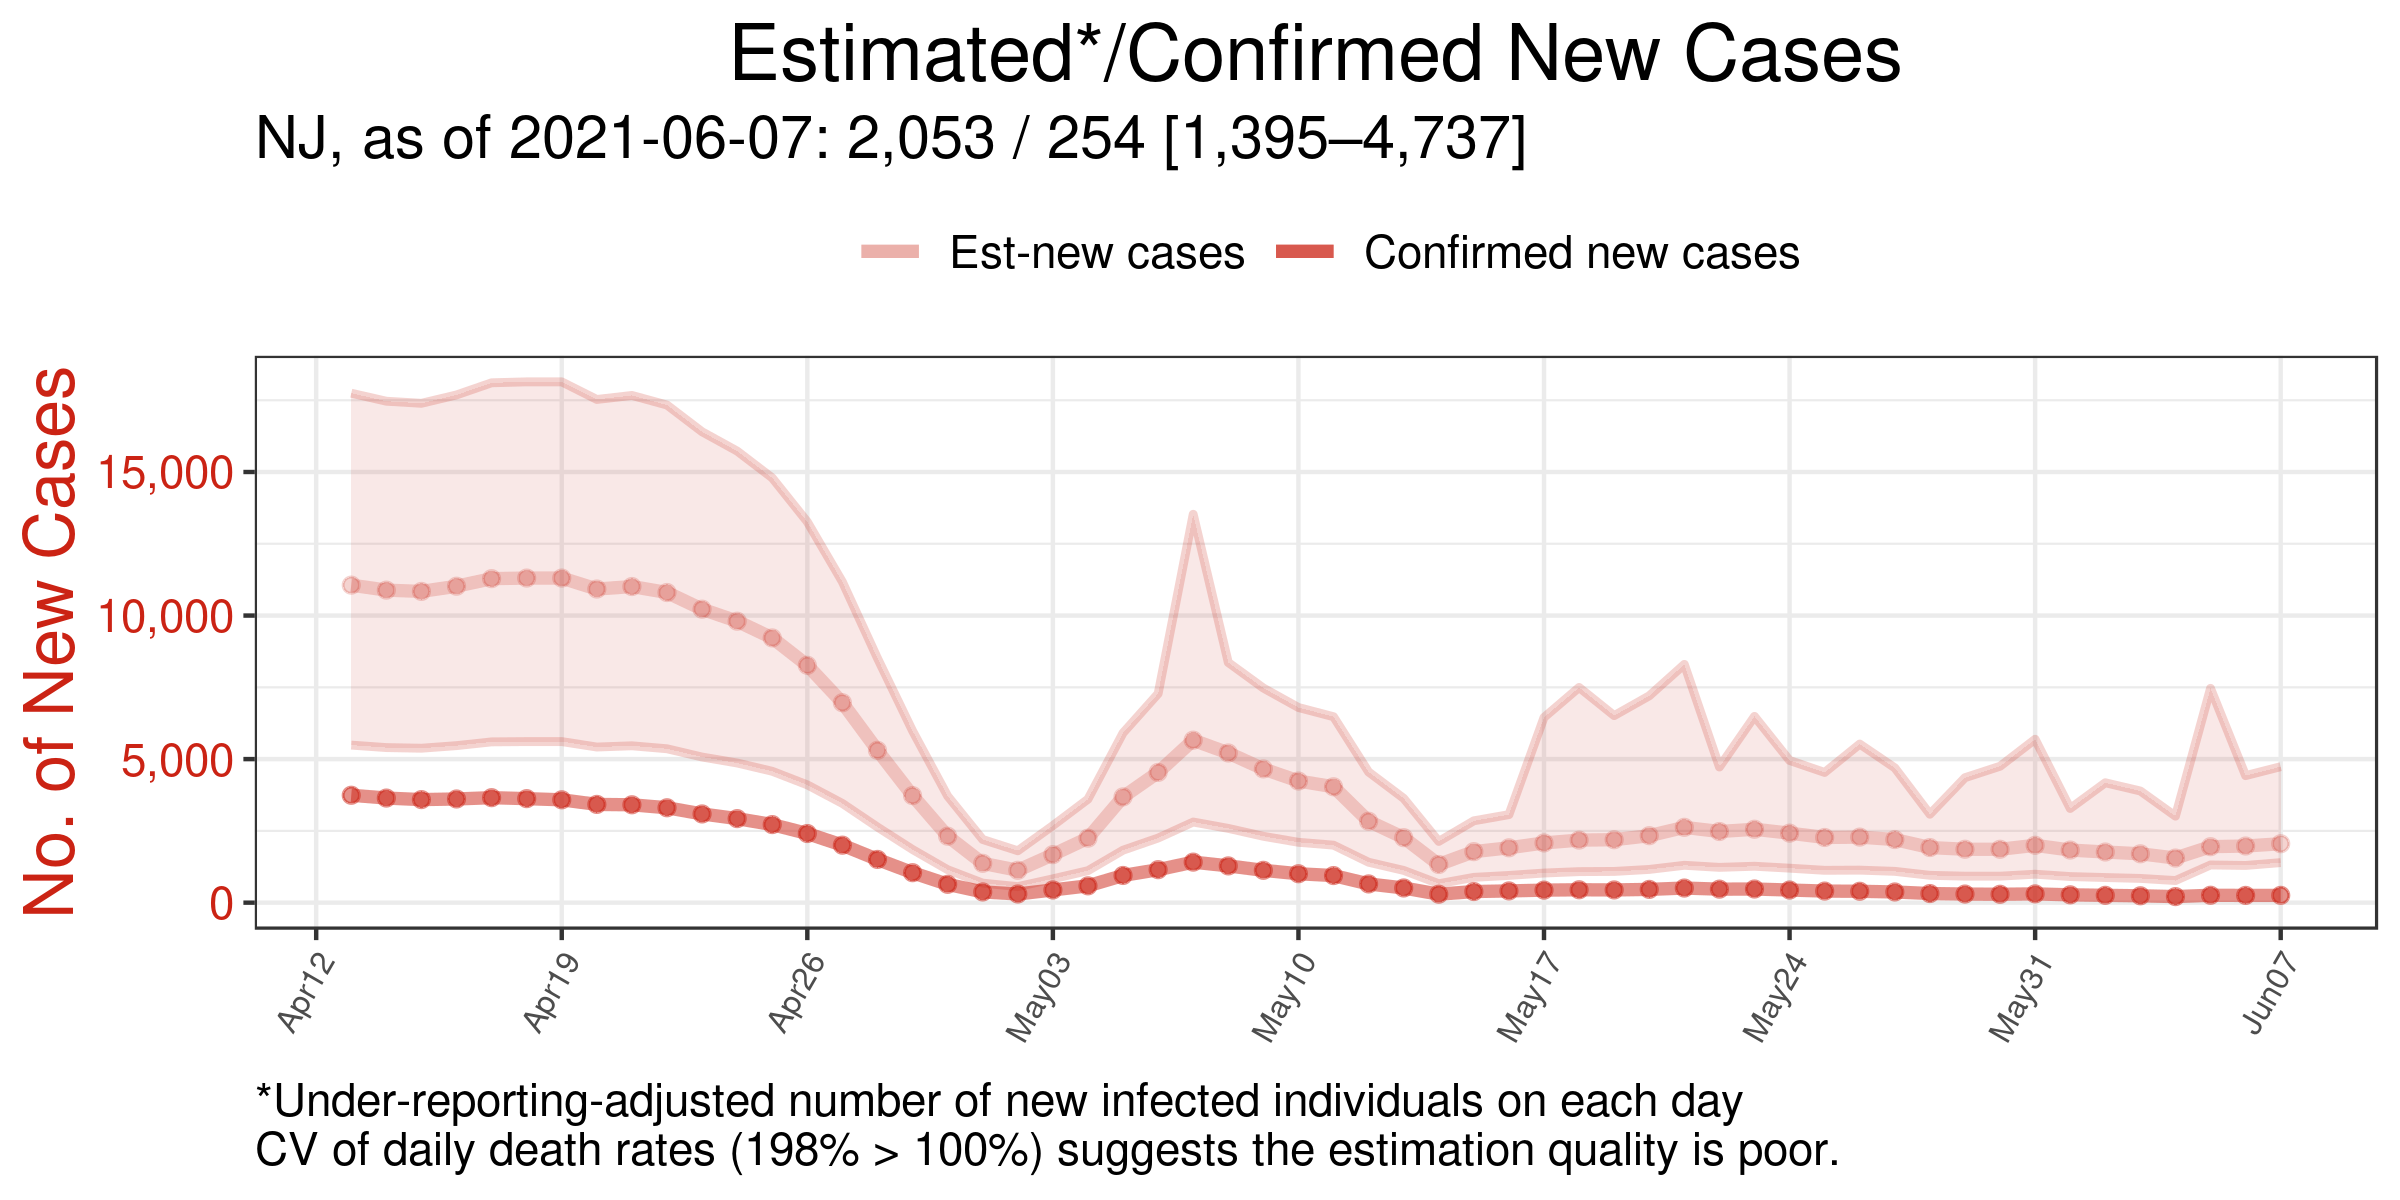 Estimated*/Confirmed New Cases
NJ, as of 2021-06-07: 2,053 / 254 [1,395–4,737]
Est-new cases
Confirmed new cases
No. of New Cases
15,000
10,000
5,000
0
Apr12
Apr19
Apr26
May03
May10
May17
May24
May31
Jun07
*Under-reporting-adjusted number of new infected individuals on each day
CV of daily death rates (198% > 100%) suggests the estimation quality is poor.